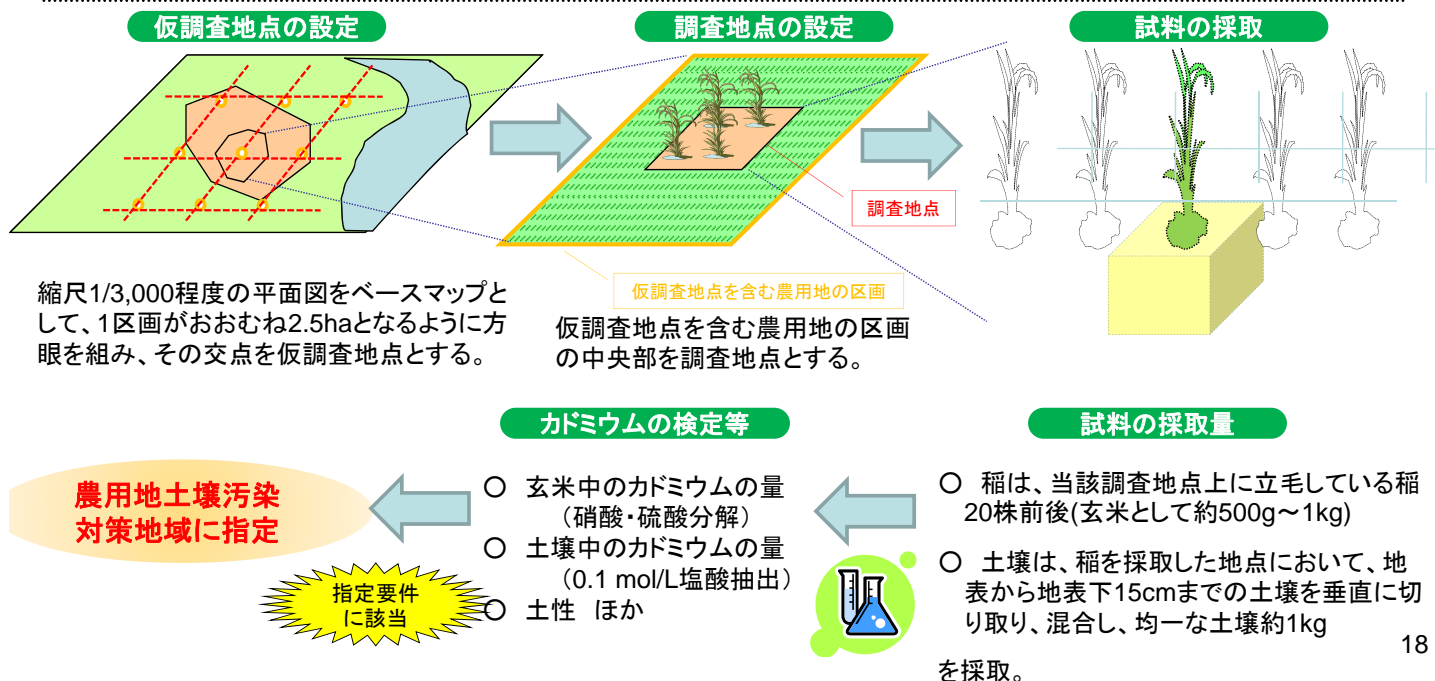 仮調査地点の設定
調査地点の設定
試料の採取
調査地点
仮調査地点を含む農用地の区画
縮尺1/3,000程度の平面図をベースマップと
して、1区画がおおむね2.5haとなるように方
眼を組み、その交点を仮調査地点とする。
仮調査地点を含む農用地の区画
の中央部を調査地点とする。
カドミウムの検定等
試料の採取量
農用地土壌汚染
対策地域に指定
指定要件
に該当
○ 玄米中のカドミウムの量
（硝酸・硫酸分解）
○ 土壌中のカドミウムの量
（0.1 mol/L塩酸抽出）
○ 土性 ほか
○ 稲は、当該調査地点上に立毛している稲
20株前後(玄米として約500g～1kg)
○ 土壌は、稲を採取した地点において、地
表から地表下15cmまでの土壌を垂直に切
り取り、混合し、均一な土壌約1kg
を採取。
18